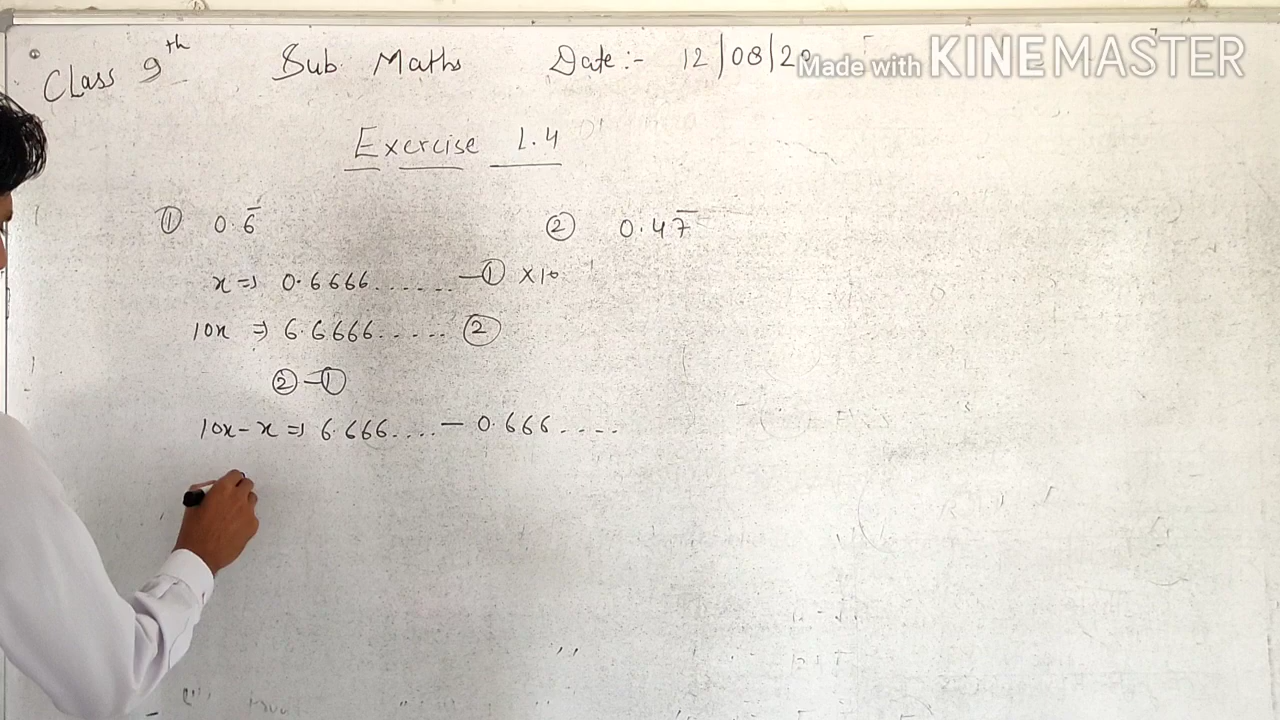 Class 9th Sub. Maths Date:- 12/08/20
Made with KINEMASTER
Exercise 1.4
① 0.6̅
② 0.47̅
x ⇒ 0.6666....... —① ×10
10x ⇒ 6.6666...... ②
② – ①
10x – x ⇒ 6.666.... — 0.666....